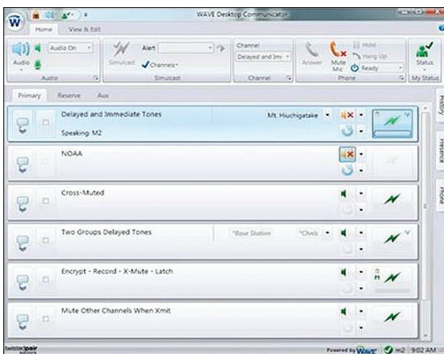 WAVE Desktop Communicator
W
Home View & Edit
Audio
Audio On
Audio
Simulcast
Alert
Channels
Simulcast
Channel
Delayed and Imm
Channel
Answer
Mute Mic
Hold
Hang Up
Ready
Phone
Status
My Status
Primary Reserve Aux
Delayed and Immediate Tones
Mt. Hiuchigatake
Speaking: M2
NOAA
Cross-Muted
Two Groups Delayed Tones
*Base Station
*Chnls
Encrypt - Record - X-Mute - Latch
Mute Other Channels When Xmit
History
Presence
Phone
twistedpair
Powered by WAVE
m2
9:02 AM